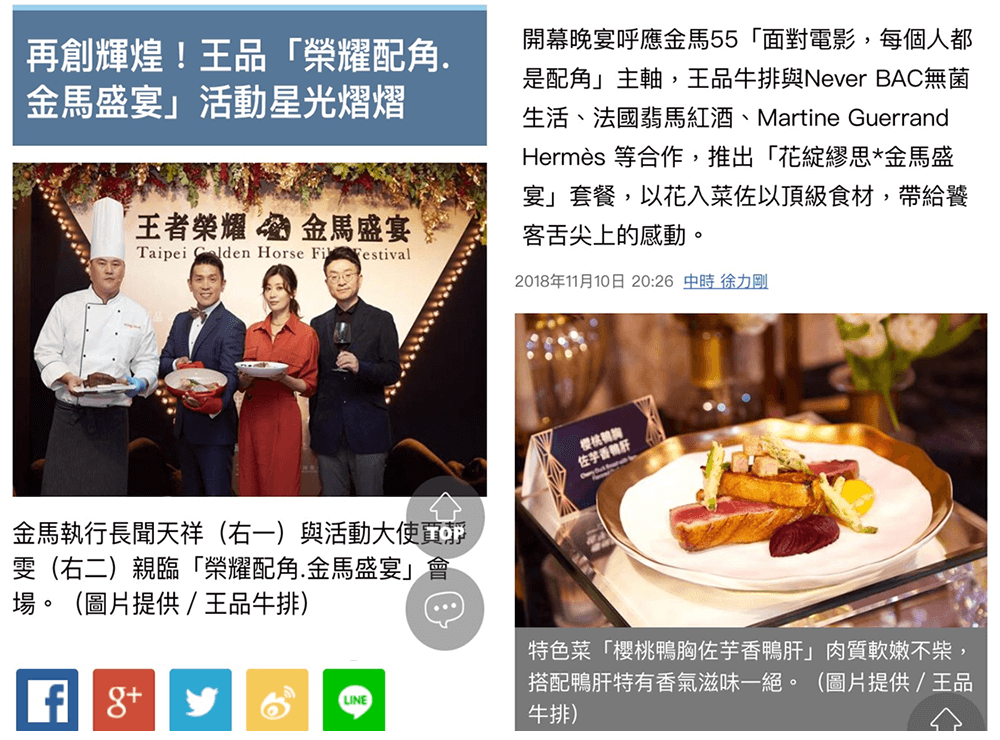 再創輝煌！王品「榮耀配角.
金馬盛宴」活動星光熠熠
王者榮耀 金馬盛宴
Taipei Golden Horse Film Festival
金馬執行長聞天祥（右一）與活動大使賈靜
雯（右二）親臨「榮耀配角.金馬盛宴」會
場。（圖片提供／王品牛排）
TOP
g+
LINE
開幕晚宴呼應金馬55「面對電影，每個人都
是配角」主軸，王品牛排與Never BAC無菌
生活、法國翡馬紅酒、Martine Guerrand
Hermès 等合作，推出「花綻繆思*金馬盛
宴」套餐，以花入菜佐以頂級食材，帶給饕
客舌尖上的感動。
2018年11月10日 20:26 中時 徐力剛
櫻桃鴨胸
佐芋香鴨肝
特色菜「櫻桃鴨胸佐芋香鴨肝」肉質軟嫩不柴，
搭配鴨肝特有香氣滋味一絕。（圖片提供／王品
牛排）